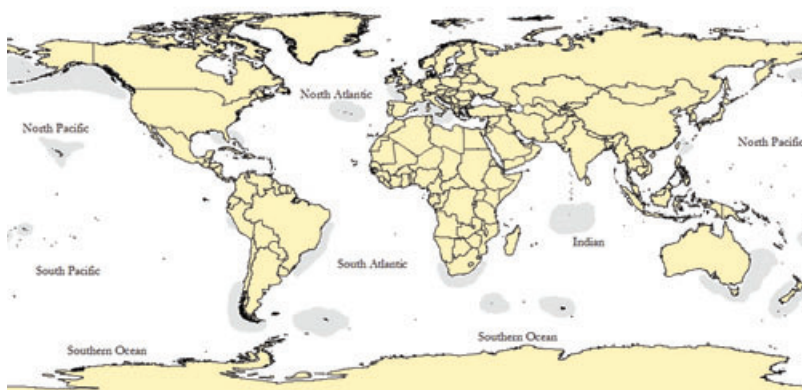 North Atlantic
North Pacific
North Pacific
Indian
South Pacific
South Atlantic
Southern Ocean
Southern Ocean